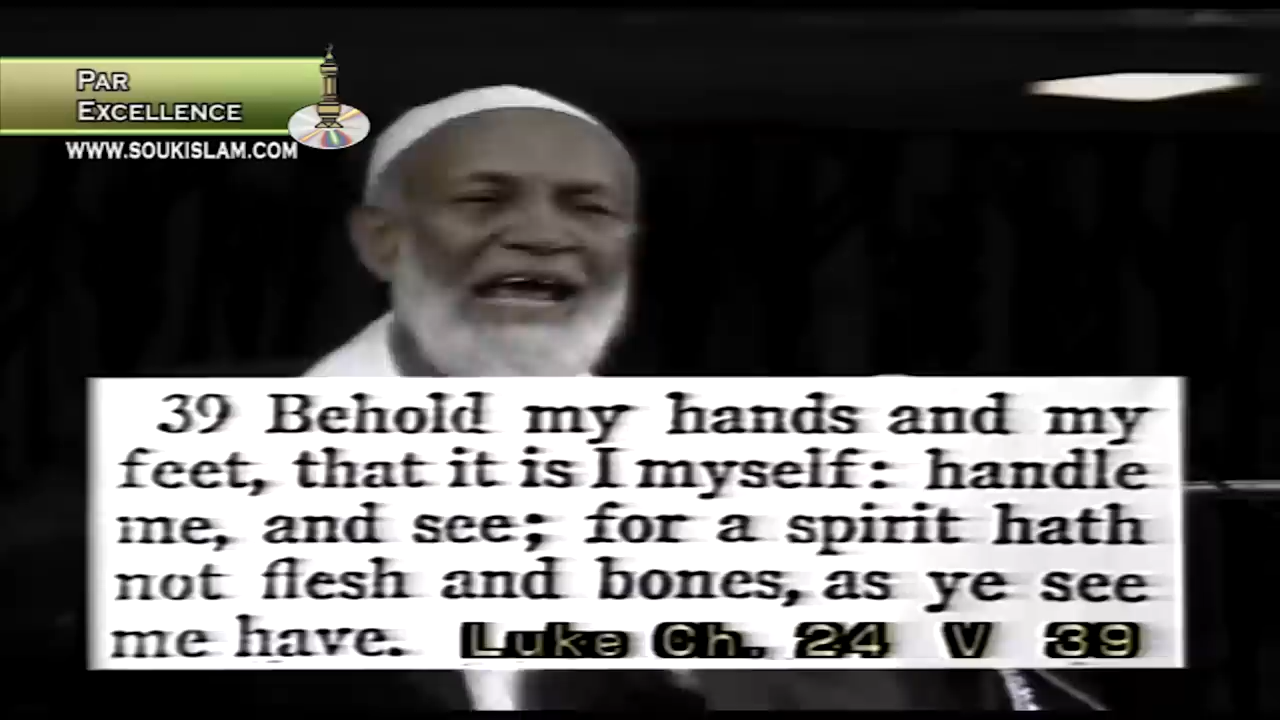 PAR
EXCELLENCE
WWW.SOUKISLAM.COM
39 Behold my hands and my
feet, that it is I myself: handle
me, and see; for a spirit hath
not flesh and bones, as ye see
me have. Luke Ch. 24 V 39